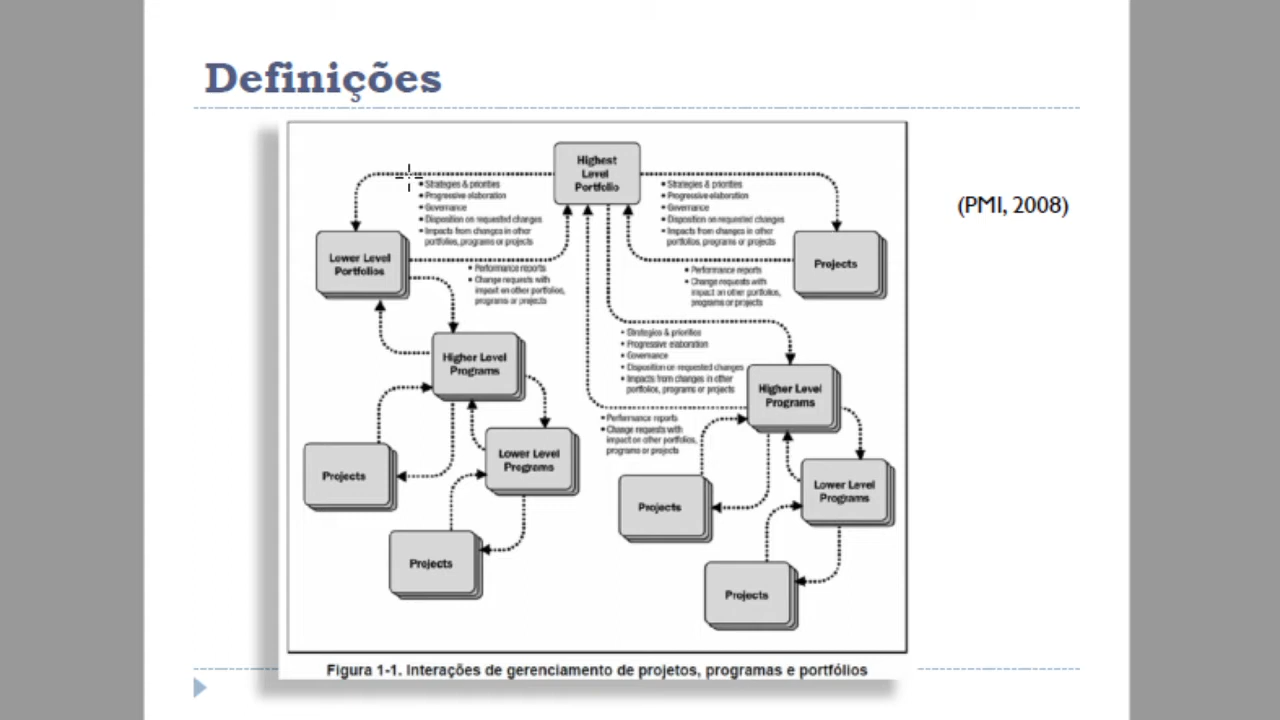 Definições
(PMI, 2008)
Highest
Level
Portfolio
• Strategies & priorities
• Progressive elaboration
• Governance
• Disposition on requested changes
• Impacts from changes in other
portfolios, programs or projects
• Strategies & priorities
• Progressive elaboration
• Governance
• Disposition on requested changes
• Impacts from changes in other
portfolios, programs or projects
Lower Level
Portfolios
Projects
• Performance reports
• Change requests with
impact on other portfolios,
programs or projects
• Performance reports
• Change requests with
impact on other portfolios,
programs or projects
• Strategies & priorities
• Progressive elaboration
• Governance
• Disposition on requested changes
• Impacts from changes in other
portfolios, programs or projects
Higher Level
Programs
Higher Level
Programs
• Performance reports
• Change requests with
impact on other portfolios,
programs or projects
Lower Level
Programs
Projects
Lower Level
Programs
Projects
Projects
Projects
Figura 1-1. Interações de gerenciamento de projetos, programas e portfólios